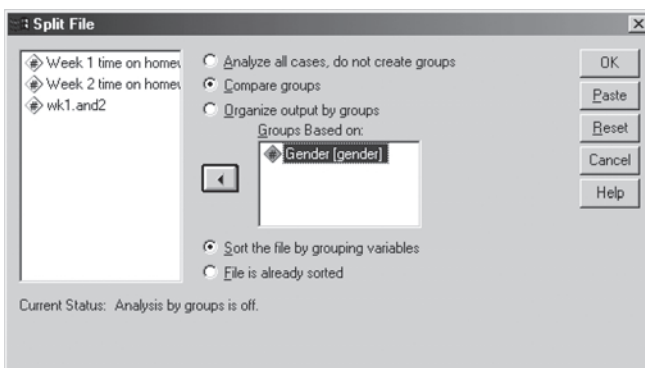 Split File
Week 1 time on homew
Week 2 time on homew
wk1.and2
Analyze all cases, do not create groups
Compare groups
Organize output by groups
Groups Based on:
Gender [gender]
Sort the file by grouping variables
File is already sorted
OK
Paste
Reset
Cancel
Help
Current Status: Analysis by groups is off.